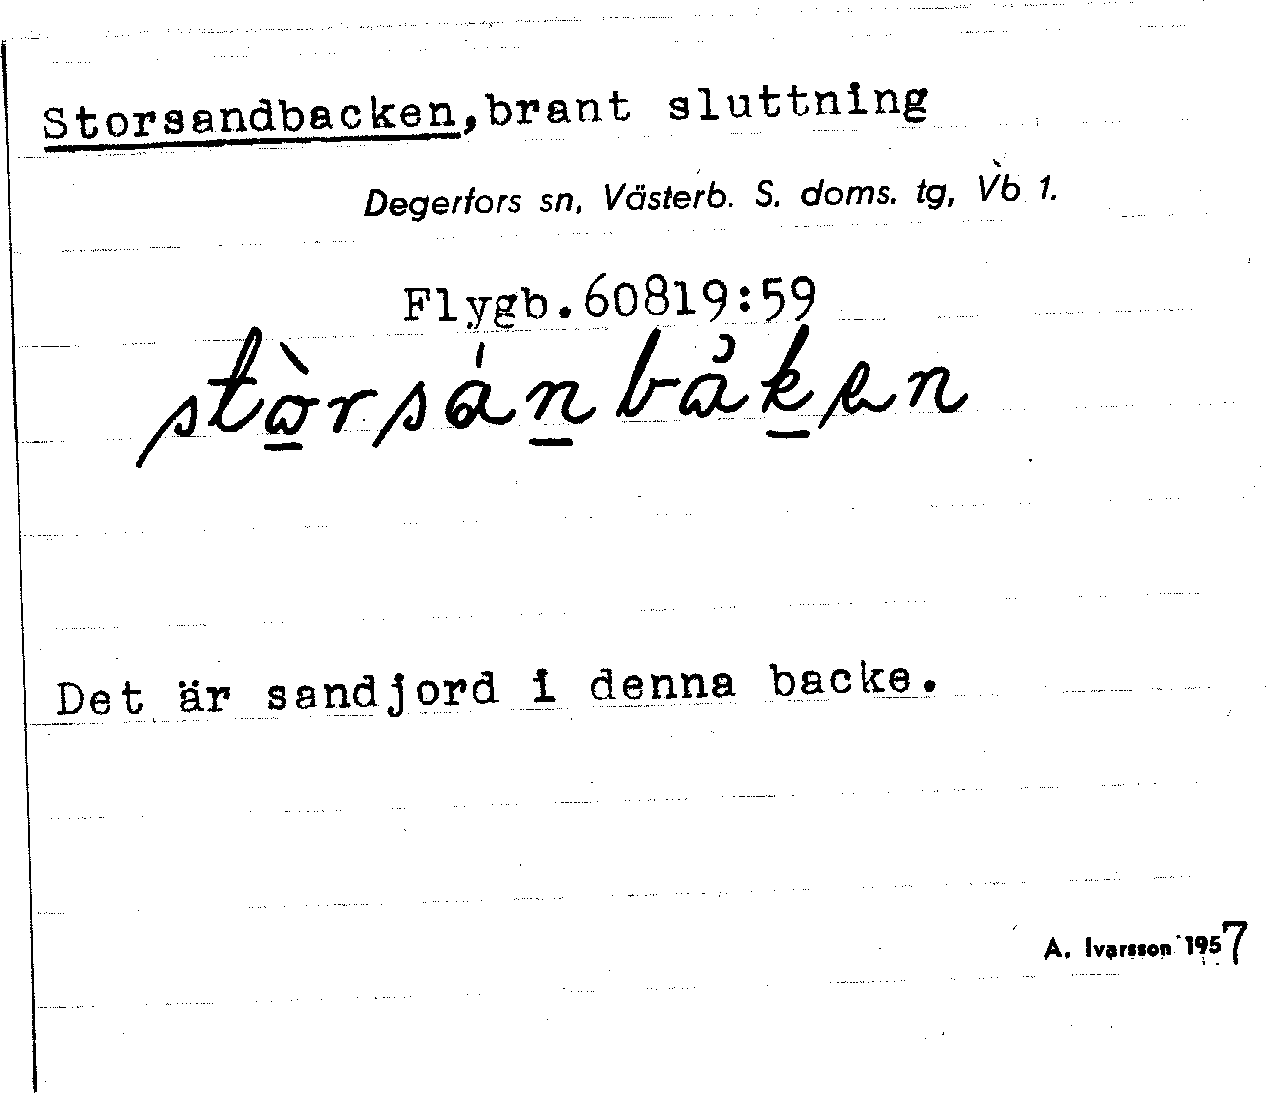 Storsandbacken,brant sluttning
Degerfors sn, Västerb. S. doms. tg, Vb 1.
Flygb.60819:59
stòrsánbåken
Det är sandjord i denna backe.
A. Ivarsson 1957